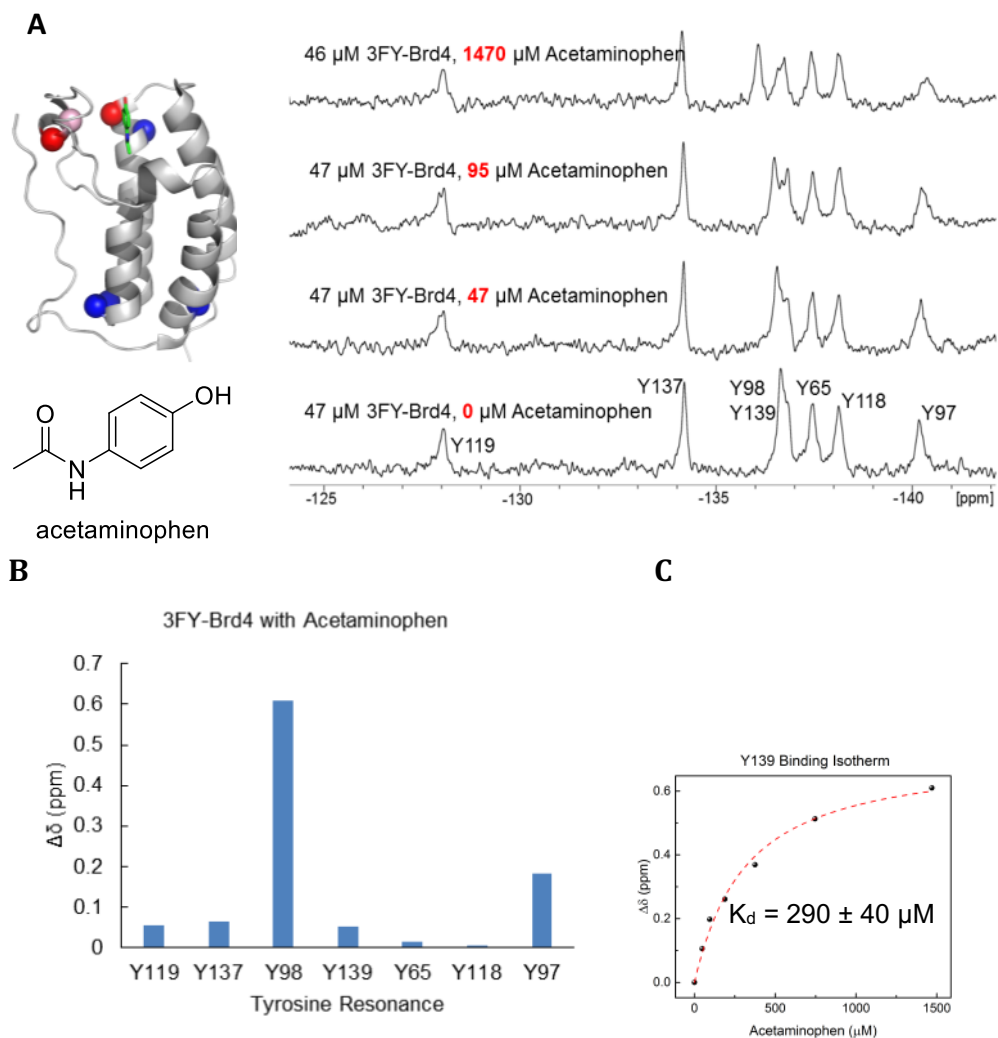 A
46 µM 3FY-Brd4, 1470 µM Acetaminophen
47 µM 3FY-Brd4, 95 µM Acetaminophen
47 µM 3FY-Brd4, 47 µM Acetaminophen
47 µM 3FY-Brd4, 0 µM Acetaminophen
Y119
Y137
Y98
Y139
Y65
Y118
Y97
-125
-130
-135
-140
[ppm]
O
OH
N
H
acetaminophen
B
3FY-Brd4 with Acetaminophen
Δδ (ppm)
0.7
0.6
0.5
0.4
0.3
0.2
0.1
0
Y119 Y137 Y98 Y139 Y65 Y118 Y97
Tyrosine Resonance
C
Y139 Binding Isotherm
Δδ (ppm)
0.6
0.4
0.2
0.0
Kd = 290 ± 40 µM
0 500 1000 1500
Acetaminophen (µM)